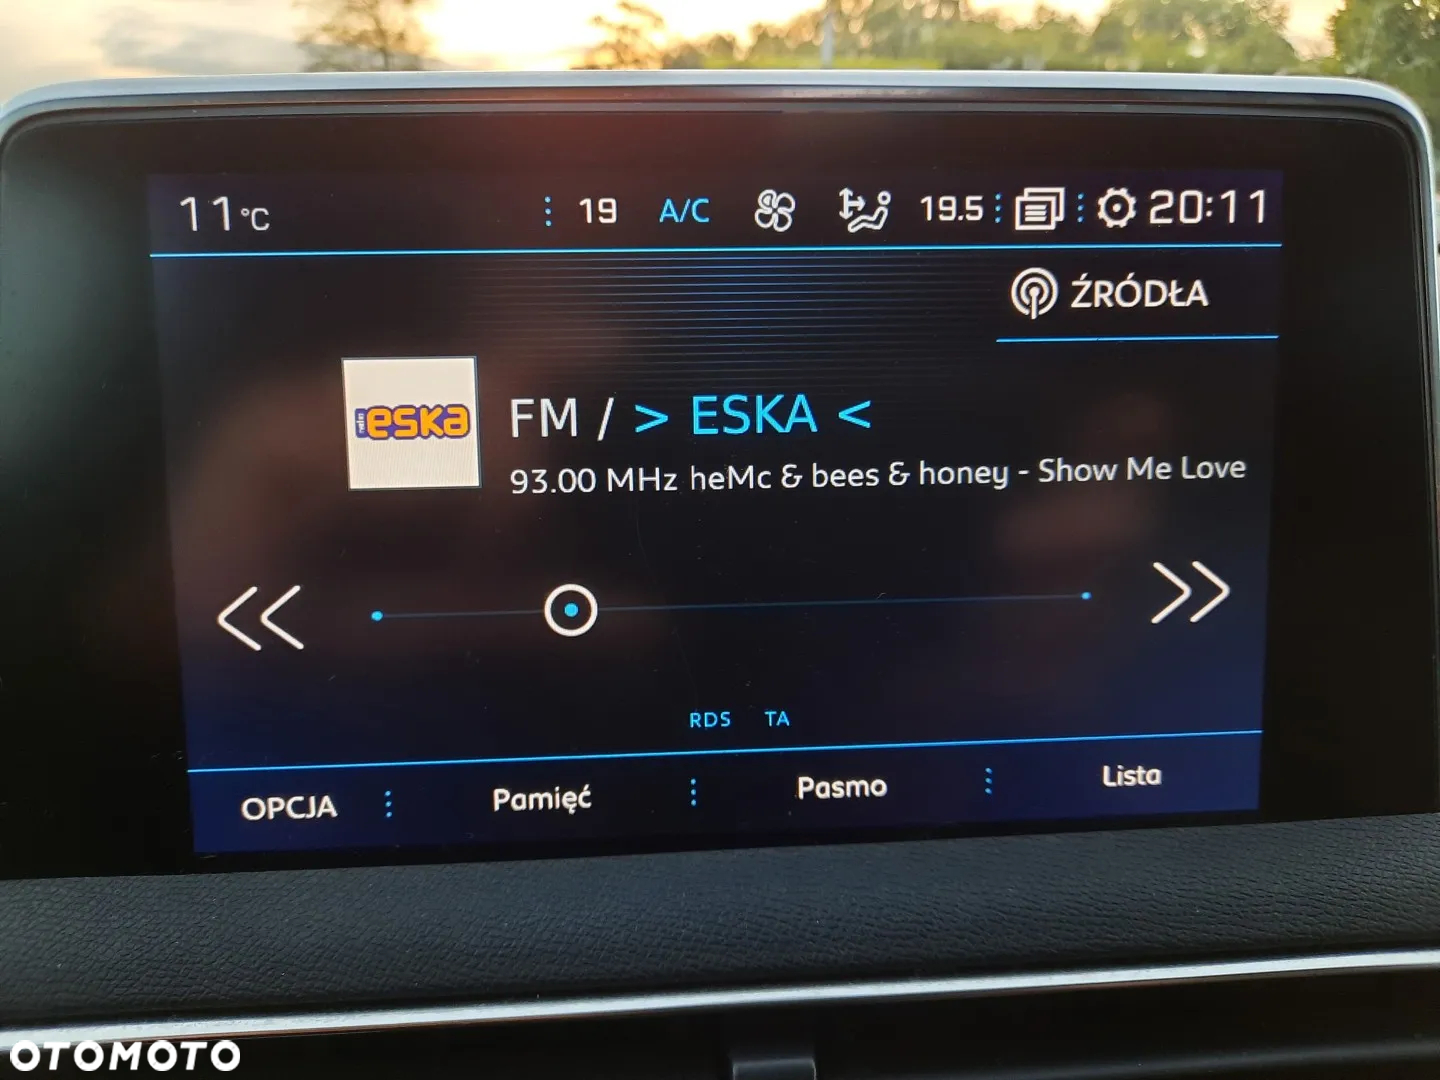 11°C 19 A/C 19.5 20:11
ŹRÓDŁA
radio eska
FM / > ESKA <
93.00 MHz heMc & bees & honey - Show Me Love
RDS TA
OPCJA Pamięć Pasmo Lista
OTOMOTO